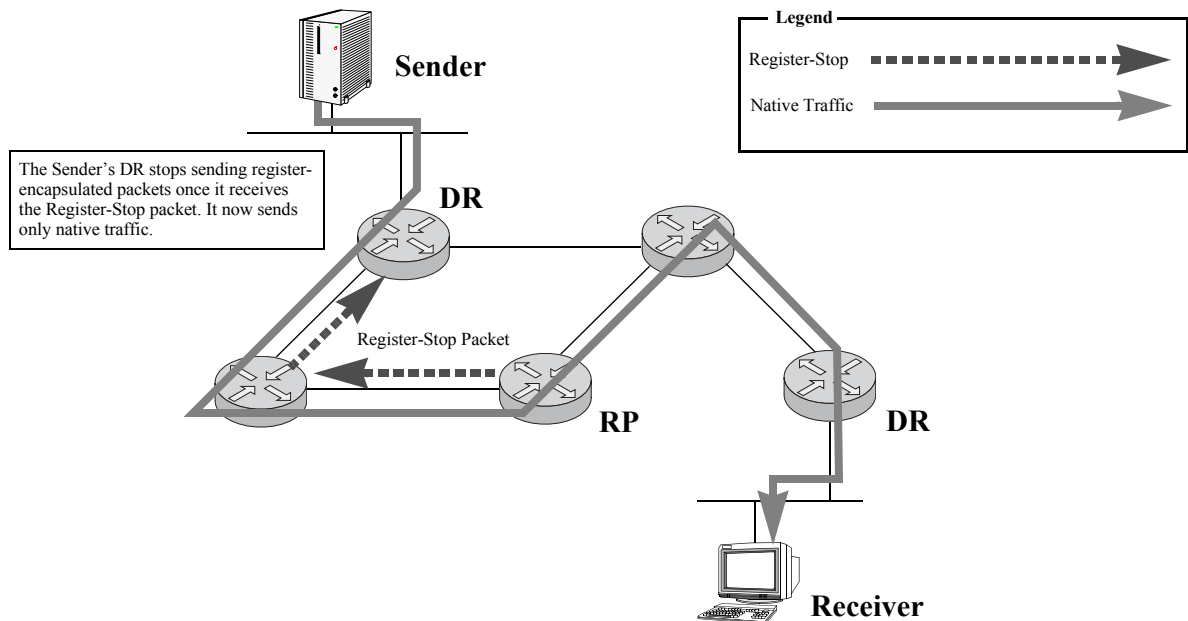 Legend
Sender
Register-Stop
Native Traffic
The Sender's DR stops sending register-
encapsulated packets once it receives
the Register-Stop packet. It now sends
only native traffic.
DR
Register-Stop Packet
RP
DR
Receiver